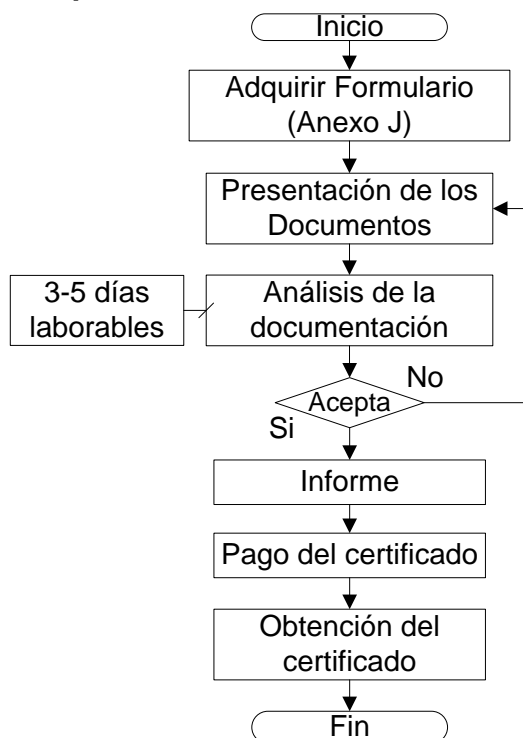 Inicio
Adquirir Formulario
(Anexo J)
Presentación de los
Documentos
3-5 días
laborables
Análisis de la
documentación
Acepta
No
Si
Informe
Pago del certificado
Obtención del
certificado
Fin